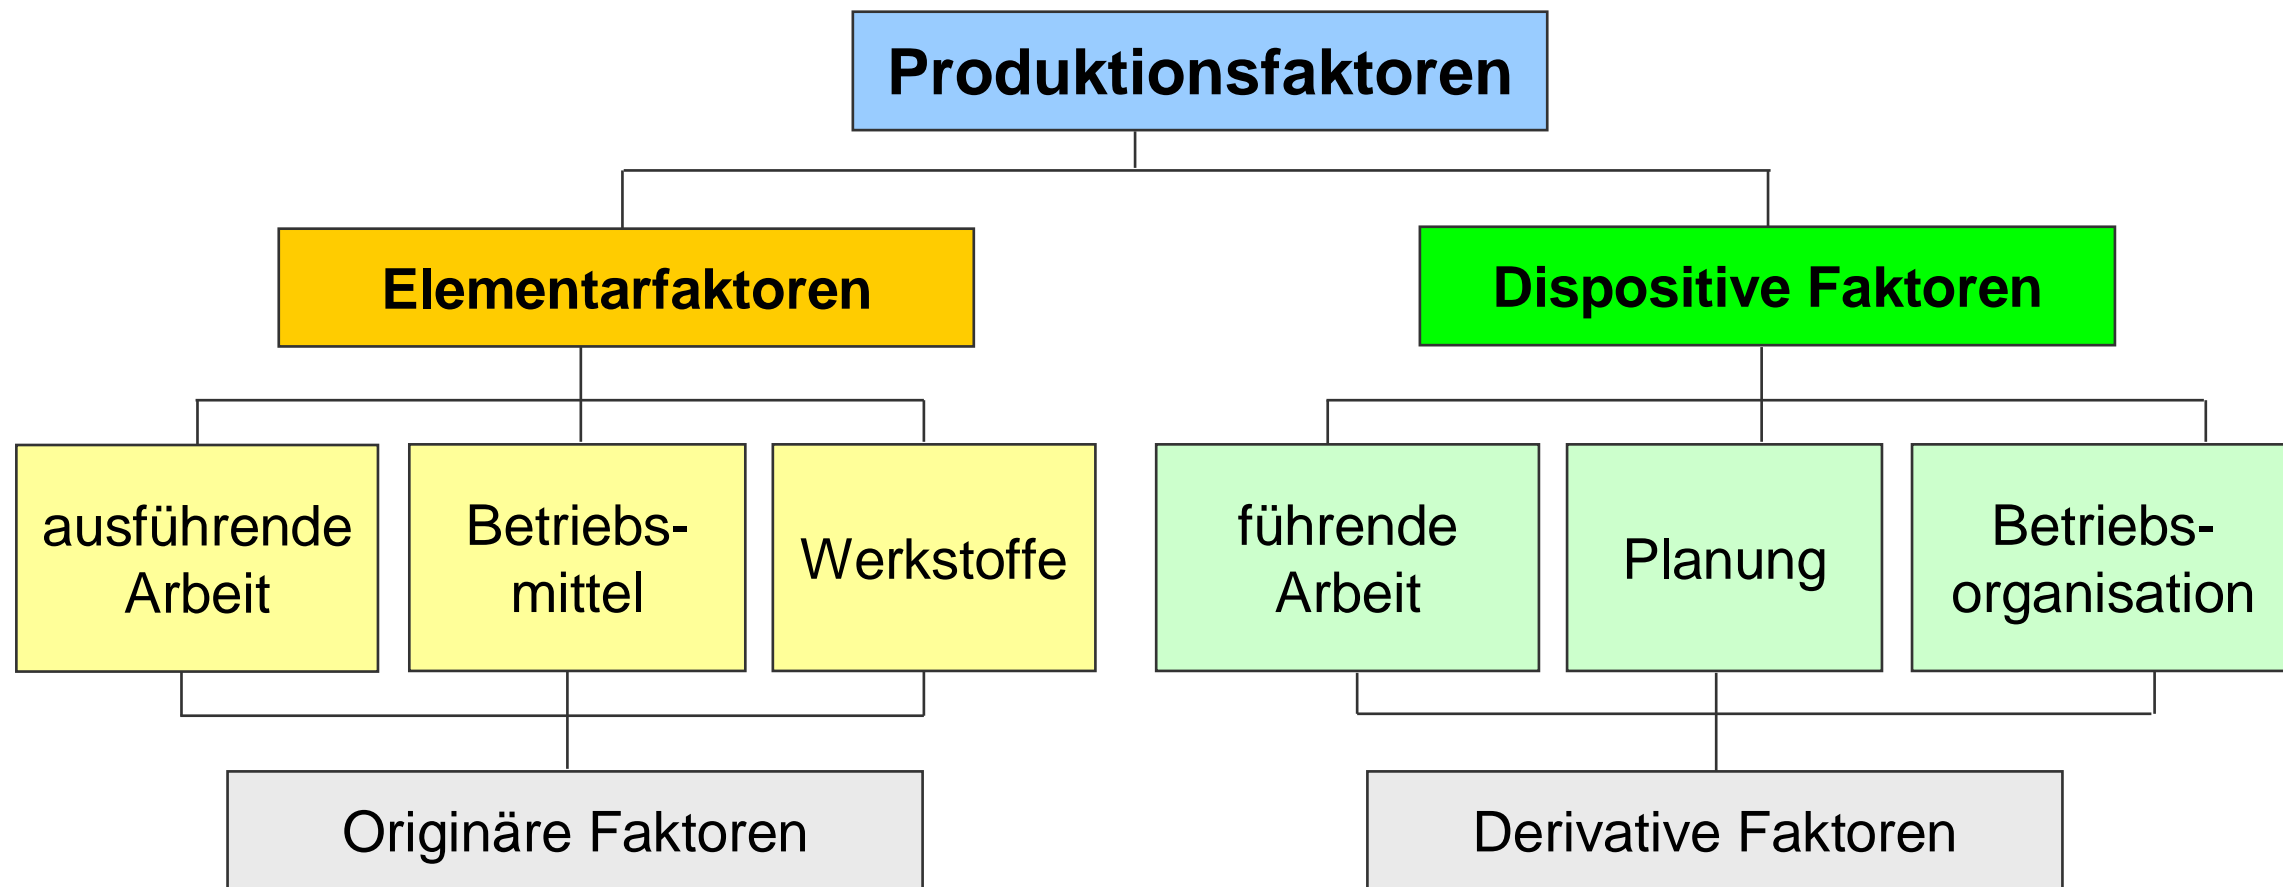 Produktionsfaktoren
Elementarfaktoren
Dispositive Faktoren
ausführende
Arbeit
Betriebs-
mittel
Werkstoffe
führende
Arbeit
Planung
Betriebs-
organisation
Originäre Faktoren
Derivative Faktoren